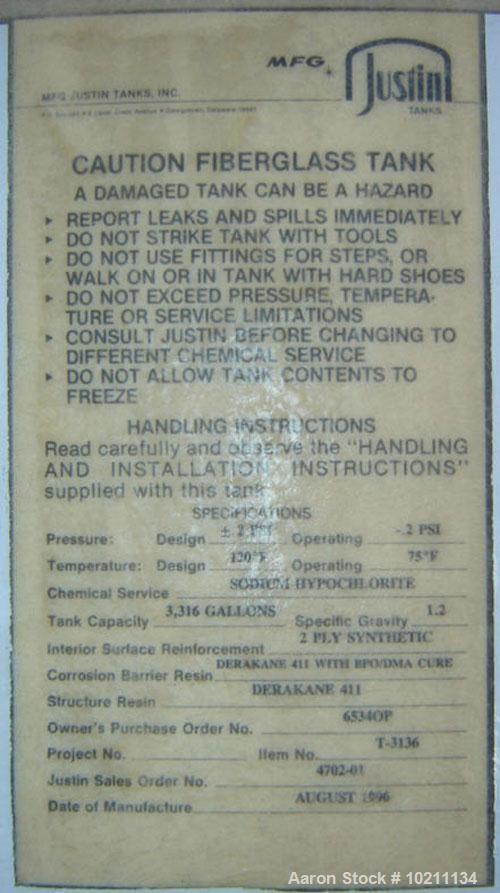 MFG Justin
TANKS
MFG JUSTIN TANKS, INC.
CAUTION FIBERGLASS TANK
A DAMAGED TANK CAN BE A HAZARD
▸ REPORT LEAKS AND SPILLS IMMEDIATELY
▸ DO NOT STRIKE TANK WITH TOOLS
▸ DO NOT USE FITTINGS FOR STEPS, OR
WALK ON OR IN TANK WITH HARD SHOES
▸ DO NOT EXCEED PRESSURE, TEMPERA-
TURE OR SERVICE LIMITATIONS
▸ CONSULT JUSTIN BEFORE CHANGING TO
DIFFERENT CHEMICAL SERVICE
▸ DO NOT ALLOW TANK CONTENTS TO
FREEZE
HANDLING INSTRUCTIONS
Read carefully and observe the "HANDLING
AND INSTALLATION INSTRUCTIONS"
supplied with this tank
SPECIFICATIONS
Pressure: Design ± 2 PSI Operating -.2 PSI
Temperature: Design 120°F Operating 75°F
Chemical Service SODIUM HYPOCHLORITE
Tank Capacity 3,316 GALLONS Specific Gravity 1.2
Interior Surface Reinforcement 2 PLY SYNTHETIC
Corrosion Barrier Resin DERAKANE 411 WITH BPO/DMA CURE
Structure Resin DERAKANE 411
Owner's Purchase Order No. 6534OP
Project No. Item No. T-3136
Justin Sales Order No. 4702-01
Date of Manufacture AUGUST 1996
Aaron Stock # 10211134